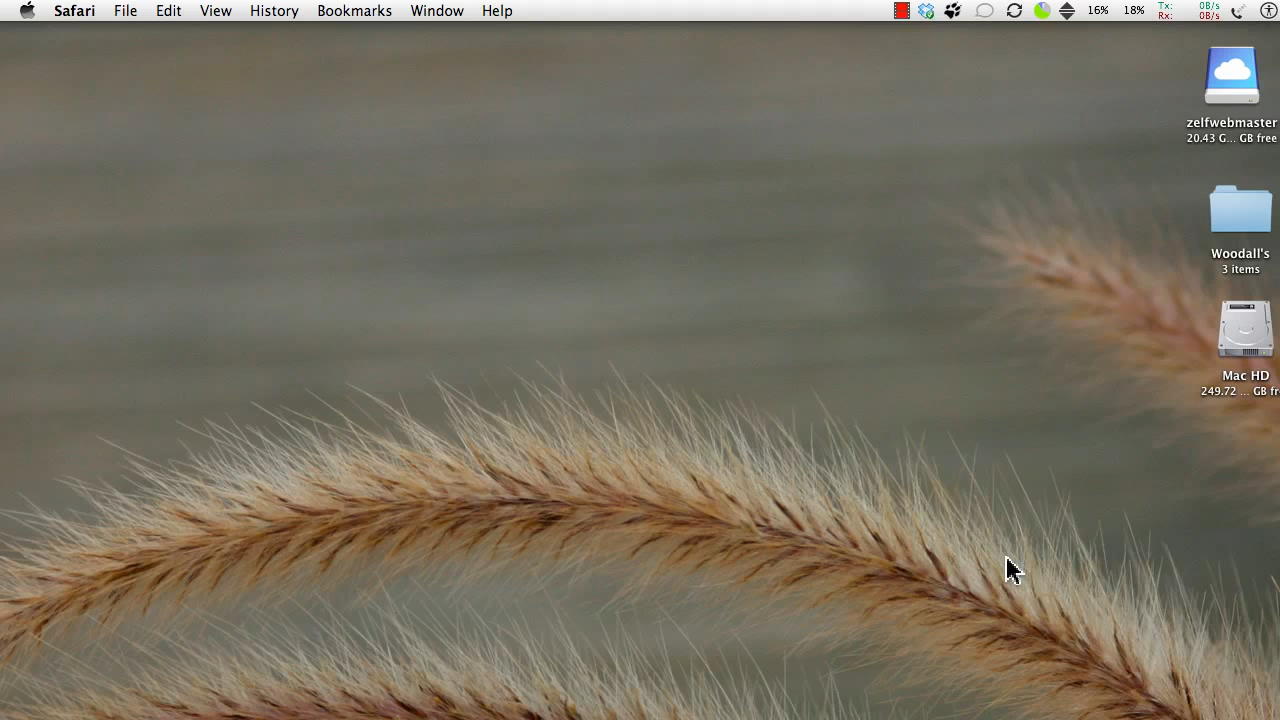 Safari File Edit View History Bookmarks Window Help 16% 18% Tx: 0B/s
Rx: 0B/s
zelfwebmaster
20.43 G... GB free
Woodall's
3 items
Mac HD
249.72 ... GB fr